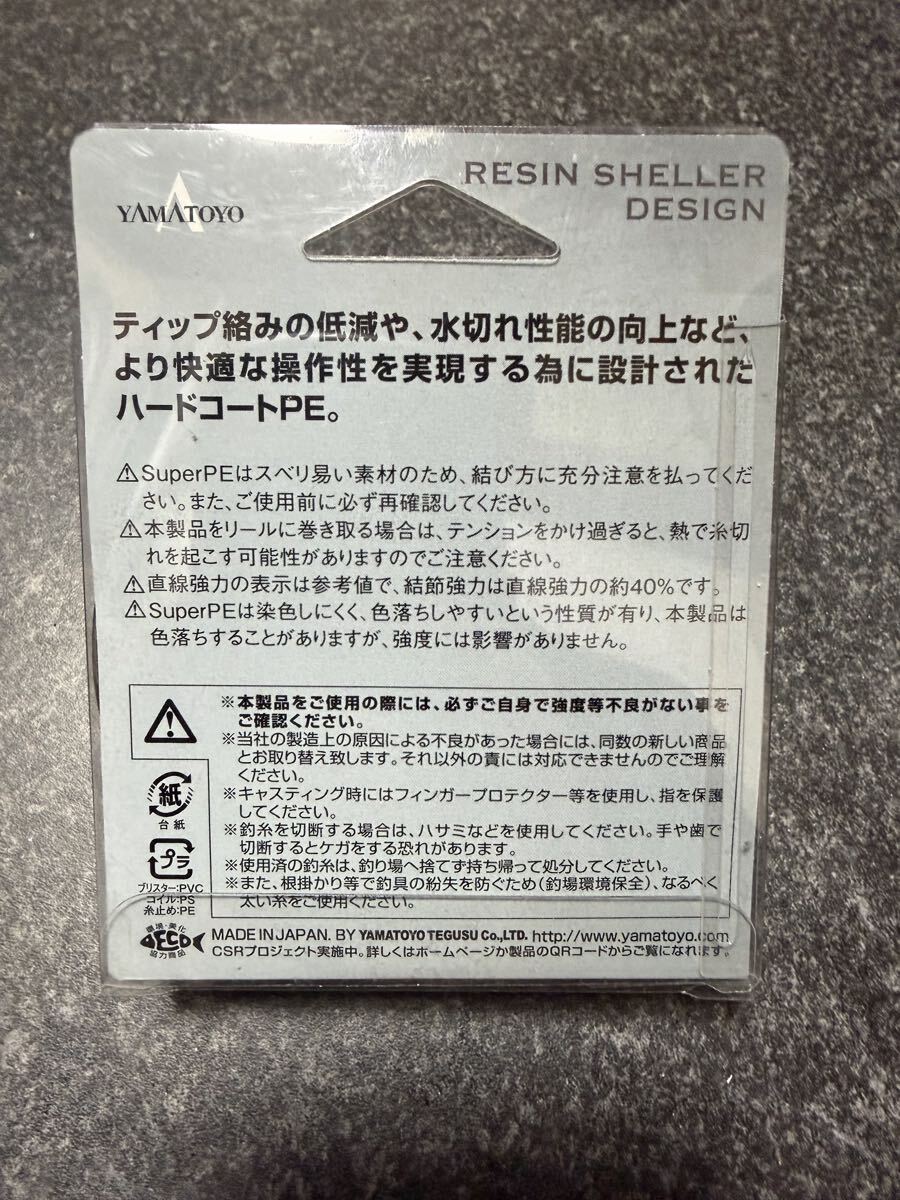 YAMATOYO
RESIN SHELLER
DESIGN
ティップ絡みの低減や、水切れ性能の向上など、
より快適な操作性を実現する為に設計された
ハードコートPE。
⚠SuperPEはスベリ易い素材のため、結び方に充分注意を払ってくだ
さい。また、ご使用前に必ず再確認してください。
⚠本製品をリールに巻き取る場合は、テンションをかけ過ぎると、熱で糸切
れを起こす可能性がありますのでご注意ください。
⚠直線強力の表示は参考値で、結節強力は直線強力の約40%です。
⚠SuperPEは染色しにくく、色落ちしやすいという性質が有り、本製品は
色落ちすることがありますが、強度には影響がありません。
※本製品をご使用の際には、必ずご自身で強度等不良がない事を
ご確認ください。
※当社の製造上の原因による不良があった場合には、同数の新しい商品
とお取り替え致します。それ以外の責には対応できませんのでご理解
ください。
※キャスティング時にはフィンガープロテクター等を使用し、指を保護
してください。
※釣糸を切断する場合は、ハサミなどを使用してください。手や歯で
切断するとケガをする恐れがあります。
※使用済の釣糸は、釣り場へ捨てず持ち帰って処分してください。
※また、根掛かり等で釣具の紛失を防ぐため(釣場環境保全)、なるべく
太い糸をご使用ください。
紙
台紙
プラ
ブリスター:PVC
コイル:PS
糸止め:PE
環境・美化
ECO
協力商品
MADE IN JAPAN. BY YAMATOYO TEGUSU Co.,LTD. http://www.yamatoyo.com
CSRプロジェクト実施中。詳しくはホームページか製品のQRコードからご覧になれます。